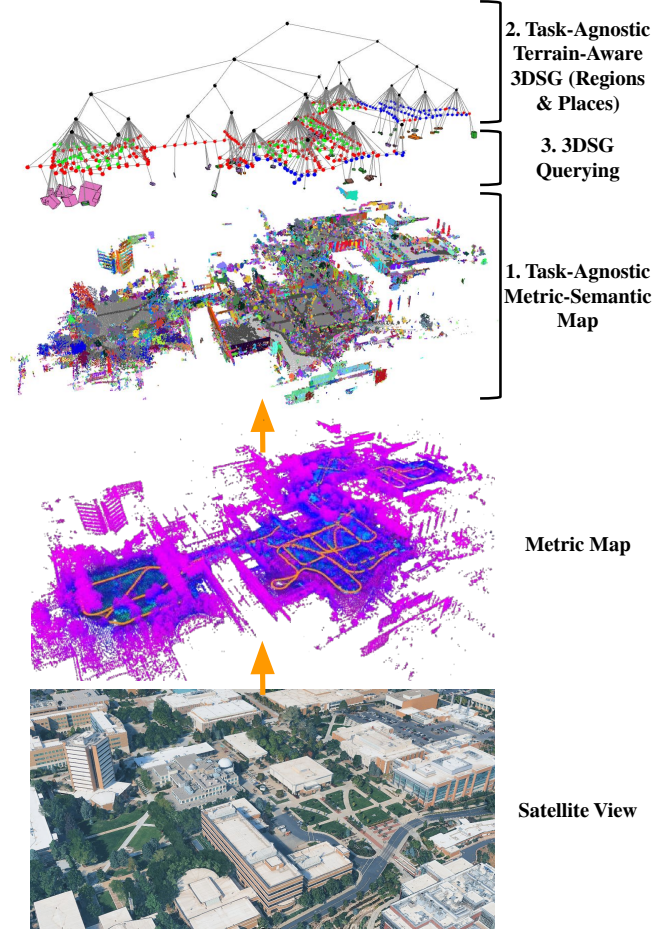 2. Task-Agnostic
Terrain-Aware
3DSG (Regions
& Places)
3. 3DSG
Querying
1. Task-Agnostic
Metric-Semantic
Map
Metric Map
Satellite View